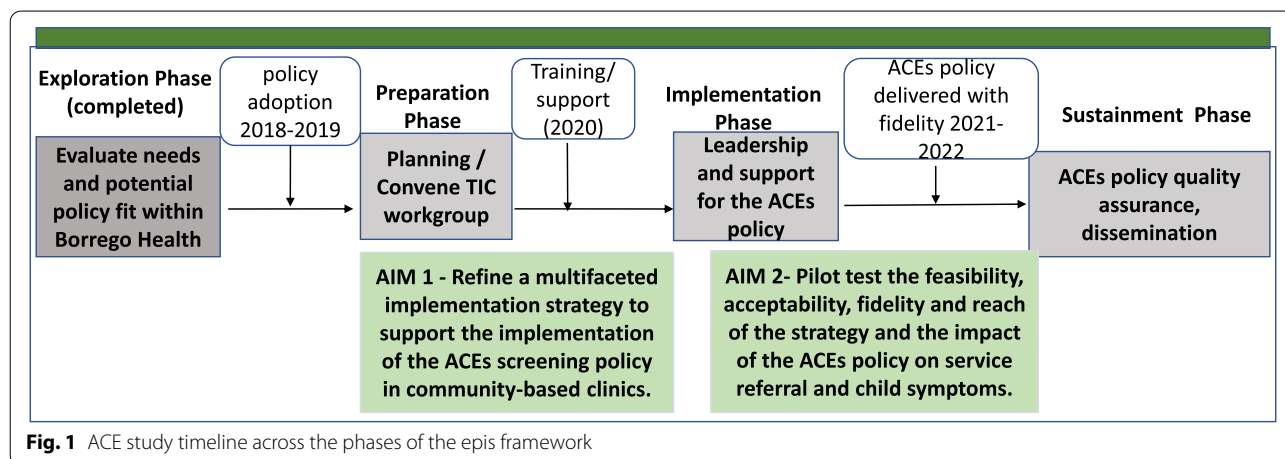 Exploration Phase
(completed)
Evaluate needs
and potential
policy fit within
Borrego Health
policy
adoption
2018-2019
Preparation
Phase
Planning /
Convene TIC
workgroup
Training/
support
(2020)
Implementation
Phase
Leadership
and support
for the ACEs
policy
ACEs policy
delivered with
fidelity 2021-
2022
Sustainment Phase
ACEs policy quality
assurance,
dissemination
AIM 1 - Refine a multifaceted
implementation strategy to
support the implementation
of the ACEs screening policy
in community-based clinics.
AIM 2- Pilot test the feasibility,
acceptability, fidelity and reach
of the strategy and the impact
of the ACEs policy on service
referral and child symptoms.
Fig. 1 ACE study timeline across the phases of the epis framework